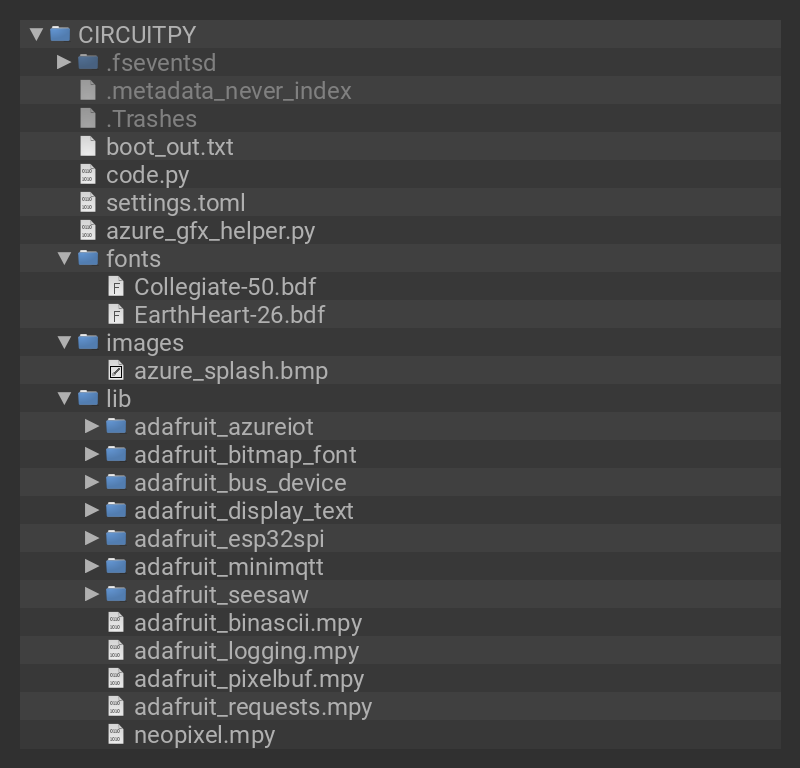 CIRCUITPY
.fseventsd
.metadata_never_index
.Trashes
boot_out.txt
code.py
settings.toml
azure_gfx_helper.py
fonts
Collegiate-50.bdf
EarthHeart-26.bdf
images
azure_splash.bmp
lib
adafruit_azureiot
adafruit_bitmap_font
adafruit_bus_device
adafruit_display_text
adafruit_esp32spi
adafruit_minimqtt
adafruit_seesaw
adafruit_binascii.mpy
adafruit_logging.mpy
adafruit_pixelbuf.mpy
adafruit_requests.mpy
neopixel.mpy